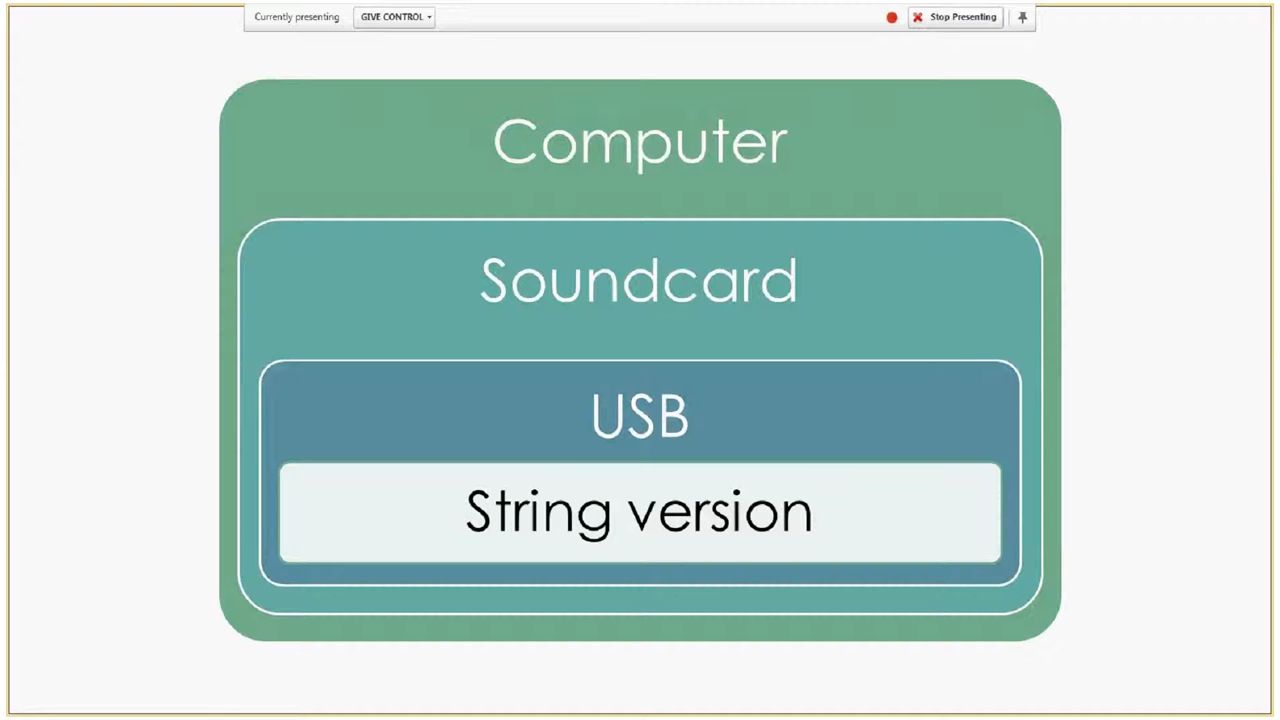 Currently presenting GIVE CONTROL Stop Presenting
Computer
Soundcard
USB
String version